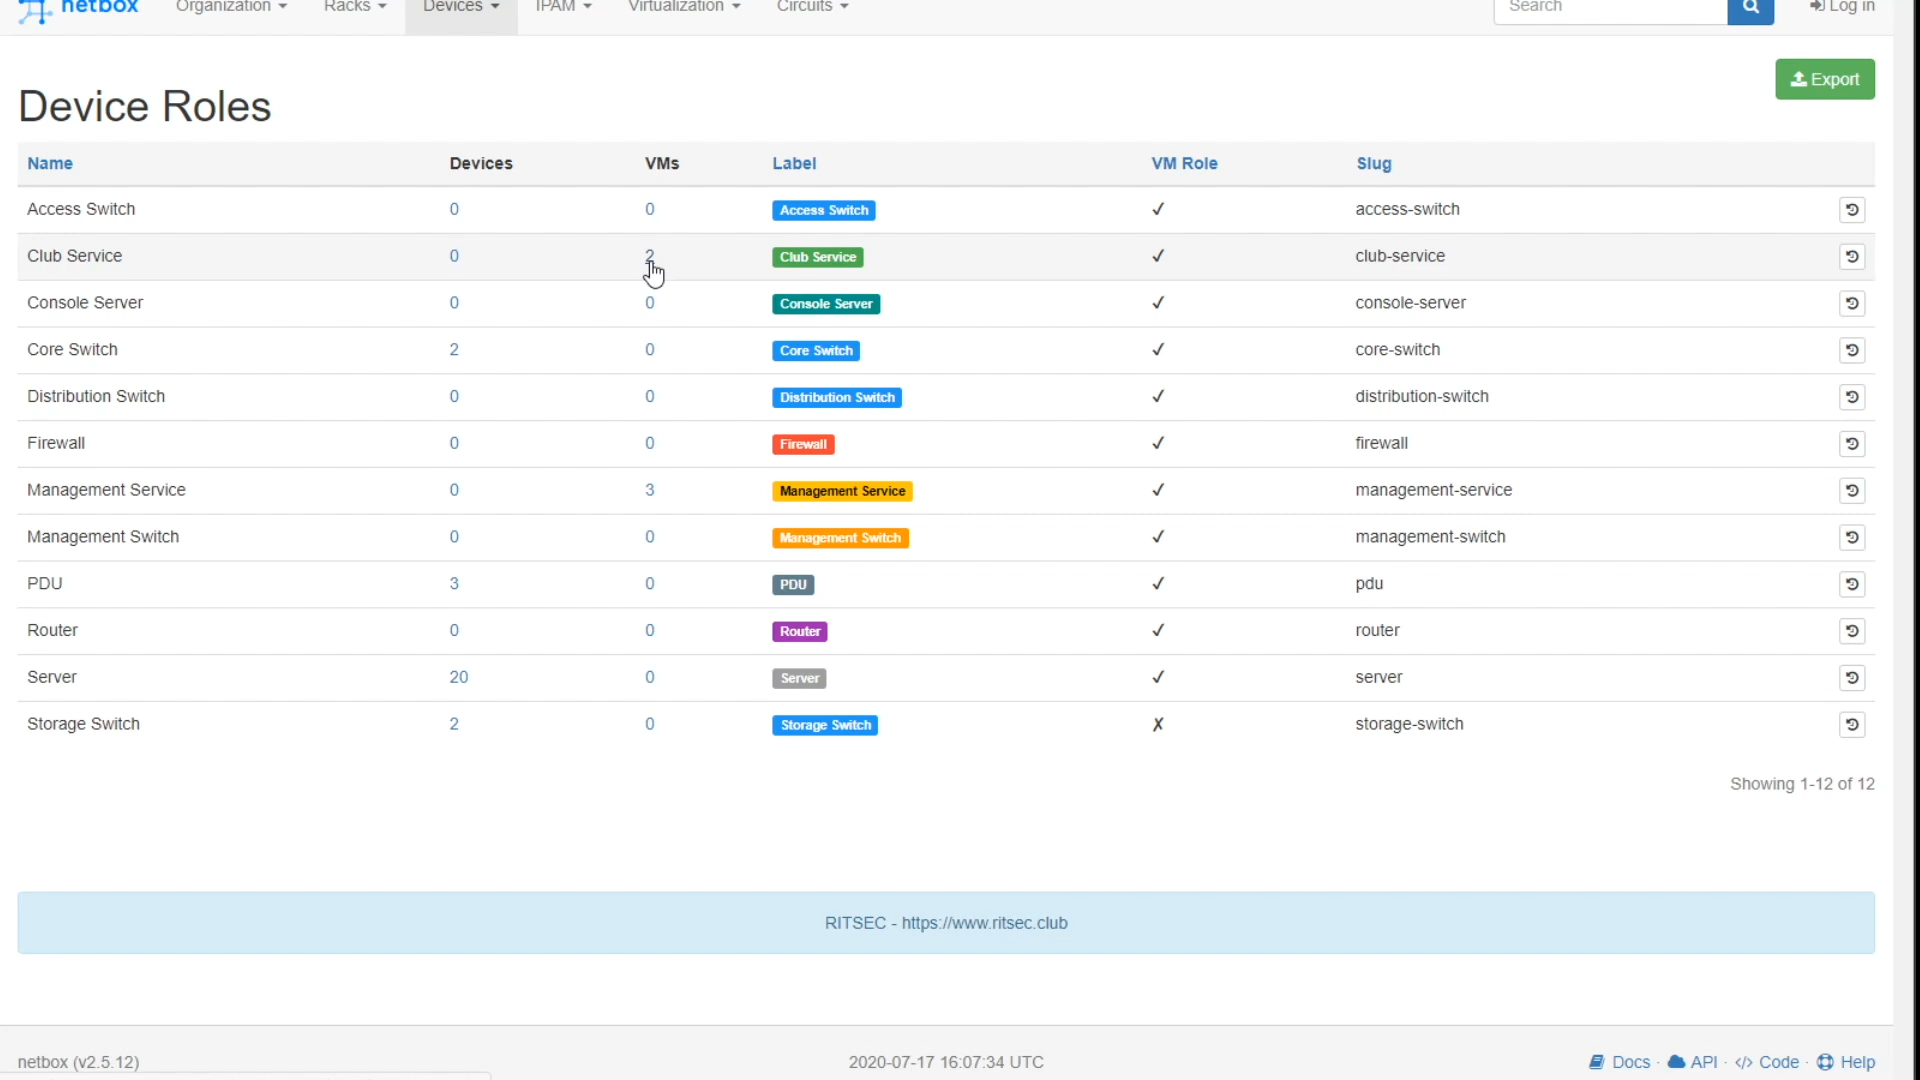 netbox Organization Racks Devices IPAM Virtualization Circuits Search Log in
Export
Device Roles
Name Devices VMs Label VM Role Slug
Access Switch 0 0 Access Switch ✓ access-switch
Club Service 0 2 Club Service ✓ club-service
Console Server 0 0 Console Server ✓ console-server
Core Switch 2 0 Core Switch ✓ core-switch
Distribution Switch 0 0 Distribution Switch ✓ distribution-switch
Firewall 0 0 Firewall ✓ firewall
Management Service 0 3 Management Service ✓ management-service
Management Switch 0 0 Management Switch ✓ management-switch
PDU 3 0 PDU ✓ pdu
Router 0 0 Router ✓ router
Server 20 0 Server ✓ server
Storage Switch 2 0 Storage Switch ✗ storage-switch
Showing 1-12 of 12
RITSEC - https://www.ritsec.club
netbox (v2.5.12) 2020-07-17 16:07:34 UTC Docs · API · </> Code · Help